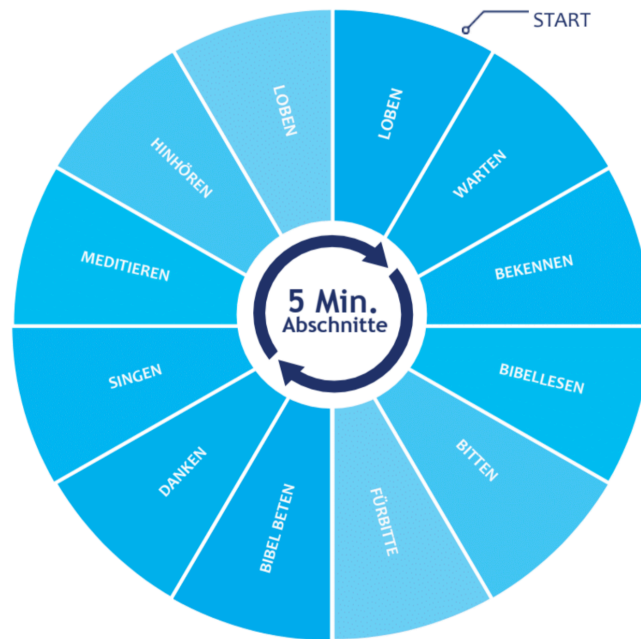 START
LOBEN
WARTEN
BEKENNEN
BIBELLESEN
BITTEN
FÜRBITTE
BIBEL BETEN
DANKEN
SINGEN
MEDITIEREN
HINHÖREN
LOBEN
5 Min.
Abschnitte